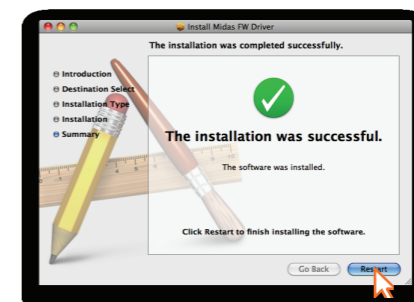 Install Midas FW Driver
The installation was completed successfully.
Introduction
Destination Select
Installation Type
Installation
Summary
The installation was successful.
The software was installed.
Click Restart to finish installing the software.
Go Back
Restart